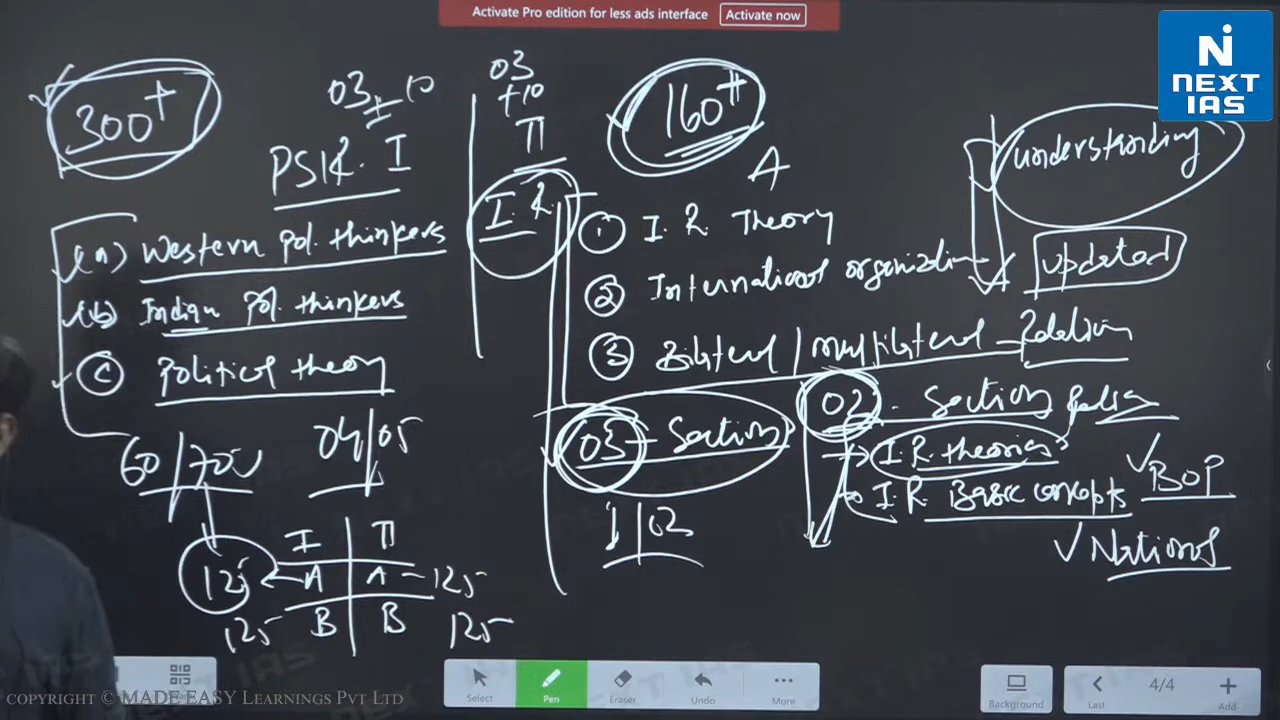 Activate Pro edition for less ads interface
Activate now
NEXT
IAS
300+
03 + 10
PSIR. I
(a) Western pol. thinkers
(b) Indian pol. thinkers
(c) political theory
60/70%
04/05
I | II
125 A | A - 125
125 B | B 125
03
+10
II
I.R.
160++
A
① I.R. Theory
② International organization
③ Bilateral / multilateral - Relation
understanding
updated
03 - Section
1/02
02 - section policy
→ I.R. theories
→ I.R. Basic concepts
✓ BOP
✓ National
COPYRIGHT © MADE EASY LEARNINGS PVT LTD
Select
Pen
Eraser
Undo
More
Background
Last
4/4
Add